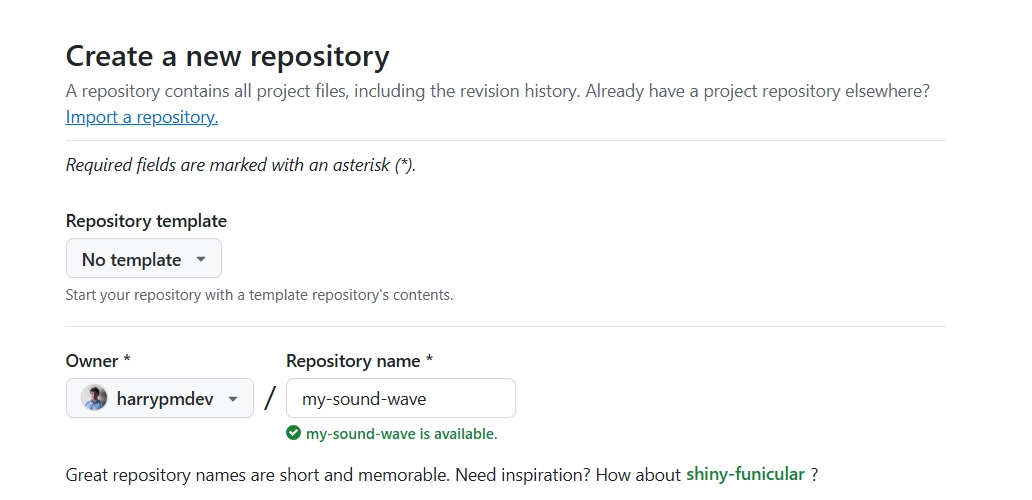 Create a new repository
A repository contains all project files, including the revision history. Already have a project repository elsewhere?
Import a repository.
Required fields are marked with an asterisk (*).
Repository template
No template
Start your repository with a template repository's contents.
Owner * Repository name *
harrypmdev / my-sound-wave
my-sound-wave is available.
Great repository names are short and memorable. Need inspiration? How about shiny-funicular ?